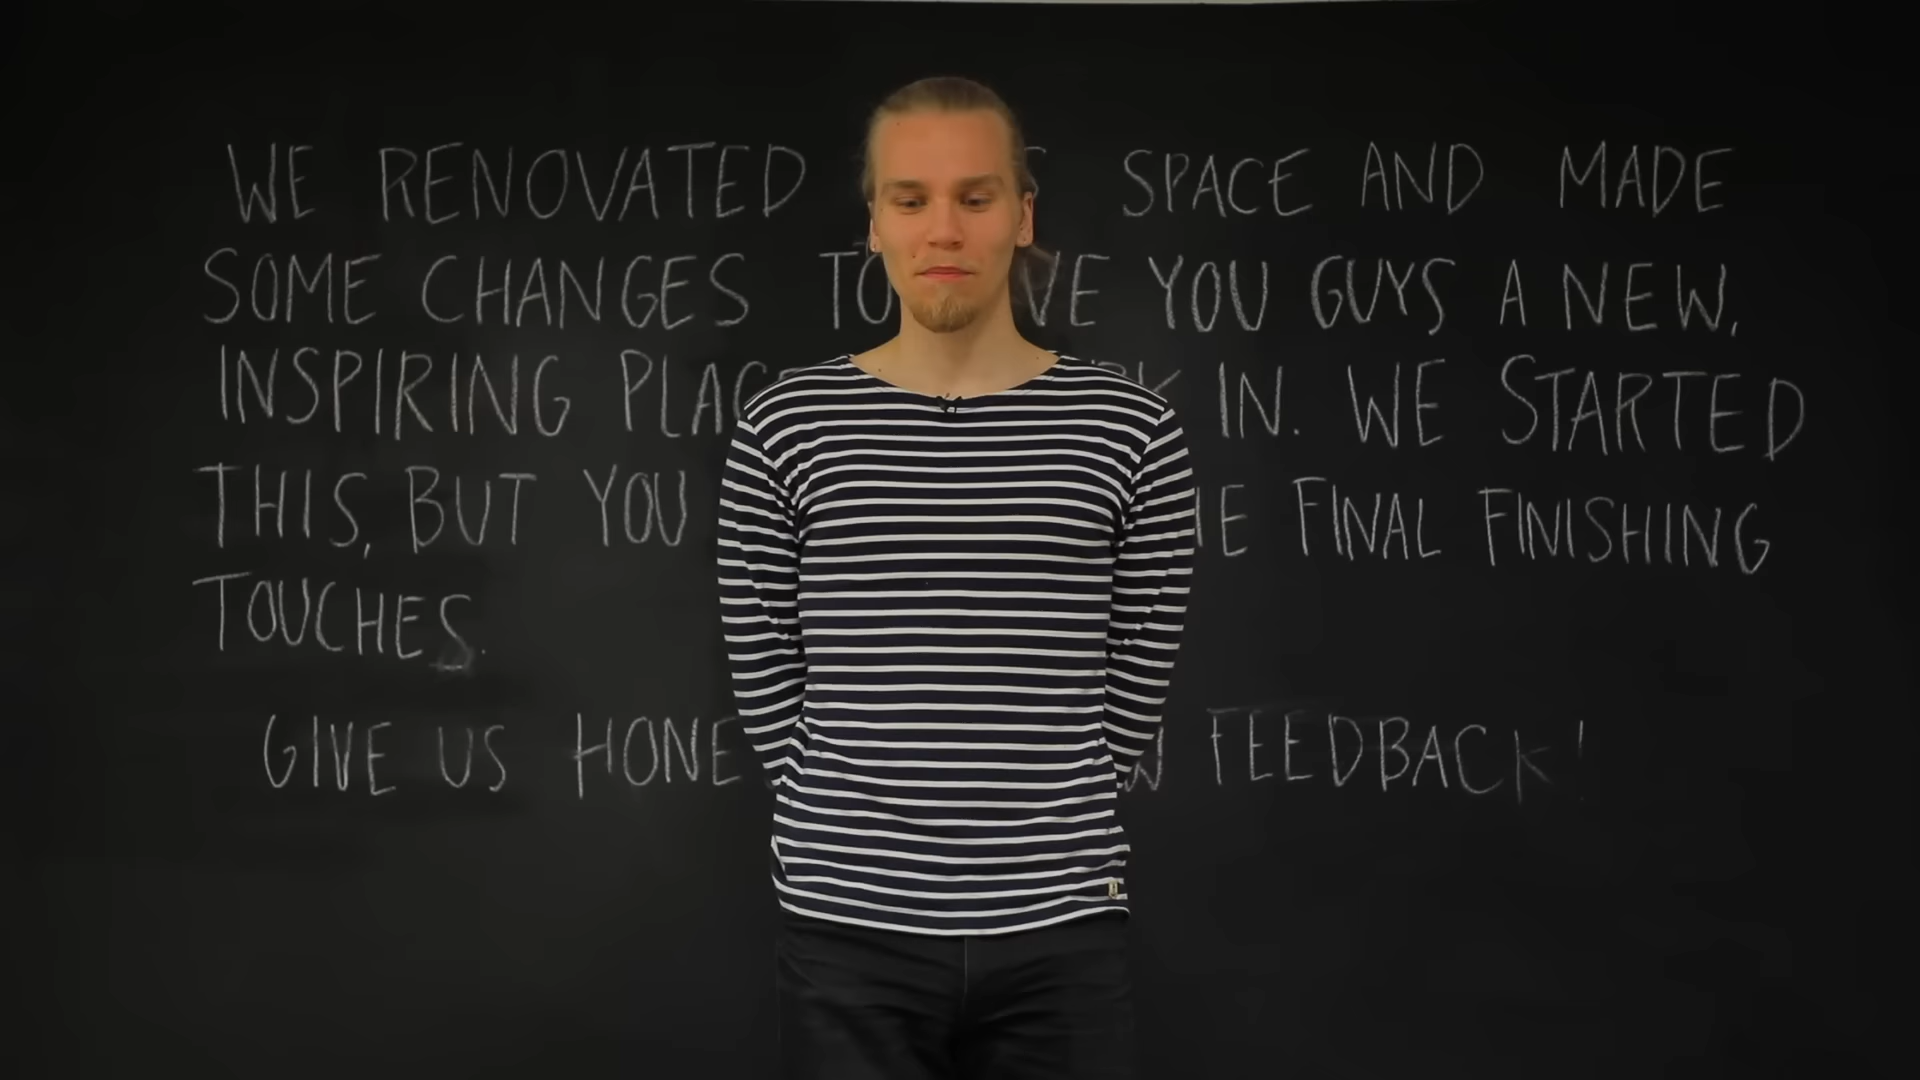 WE RENOVATED SPACE AND MADE
SOME CHANGES TO YOU GUYS A NEW,
INSPIRING IN. WE STARTED
THIS, BUT YOU FINAL FINISHING
TOUCHES.
GIVE US FEEDBACK!